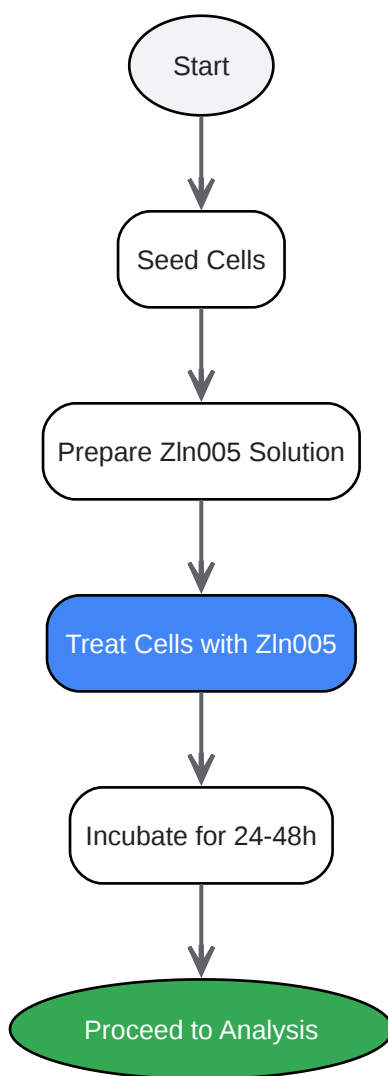 Start
Seed Cells
Prepare Zln005 Solution
Treat Cells with Zln005
Incubate for 24-48h
Proceed to Analysis